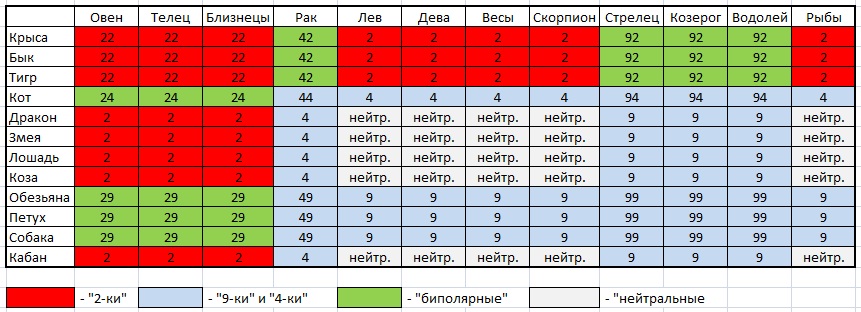 Овен Телец Близнецы Рак Лев Дева Весы Скорпион Стрелец Козерог Водолей Рыбы
Крыса 22 22 22 42 2 2 2 2 92 92 92 2
Бык 22 22 22 42 2 2 2 2 92 92 92 2
Тигр 22 22 22 42 2 2 2 2 92 92 92 2
Кот 24 24 24 44 4 4 4 4 94 94 94 4
Дракон 2 2 2 4 нейтр. нейтр. нейтр. нейтр. 9 9 9 нейтр.
Змея 2 2 2 4 нейтр. нейтр. нейтр. нейтр. 9 9 9 нейтр.
Лошадь 2 2 2 4 нейтр. нейтр. нейтр. нейтр. 9 9 9 нейтр.
Коза 2 2 2 4 нейтр. нейтр. нейтр. нейтр. 9 9 9 нейтр.
Обезьяна 29 29 29 49 9 9 9 9 99 99 99 9
Петух 29 29 29 49 9 9 9 9 99 99 99 9
Собака 29 29 29 49 9 9 9 9 99 99 99 9
Кабан 2 2 2 4 нейтр. нейтр. нейтр. нейтр. 9 9 9 нейтр.
- "2-ки" - "9-ки" и "4-ки" - "биполярные" - "нейтральные